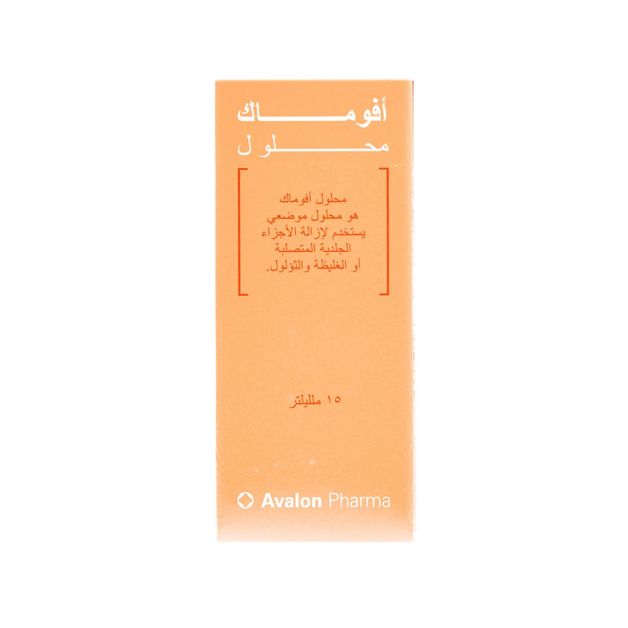 أفوماك
محلول
محلول أفوماك
هو محلول موضعي
يستخدم لإزالة الأجزاء
الجلدية المتصلبة
أو الغليظة والثؤلول.
١٥ ملليلتر
Avalon Pharma